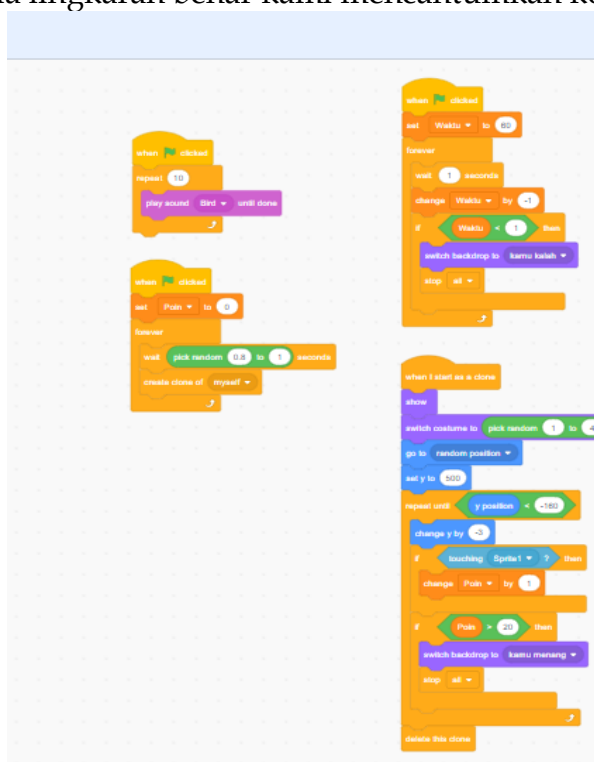 lingkaran benar kami mencantumkan
when clicked
repeat 10
play sound Bird until done
when clicked
set Poin to 0
forever
wait pick random 0.8 to 1 seconds
create clone of myself
when clicked
set Waktu to 60
forever
wait 1 seconds
change Waktu by -1
if Waktu < 1 then
switch backdrop to kamu kalah
stop all
when I start as a clone
show
switch costume to pick random 1 to 4
go to random position
set y to 500
repeat until y position < -160
change y by -3
if touching Sprite1 ? then
change Poin by 1
if Poin > 20 then
switch backdrop to kamu menang
stop all
delete this clone